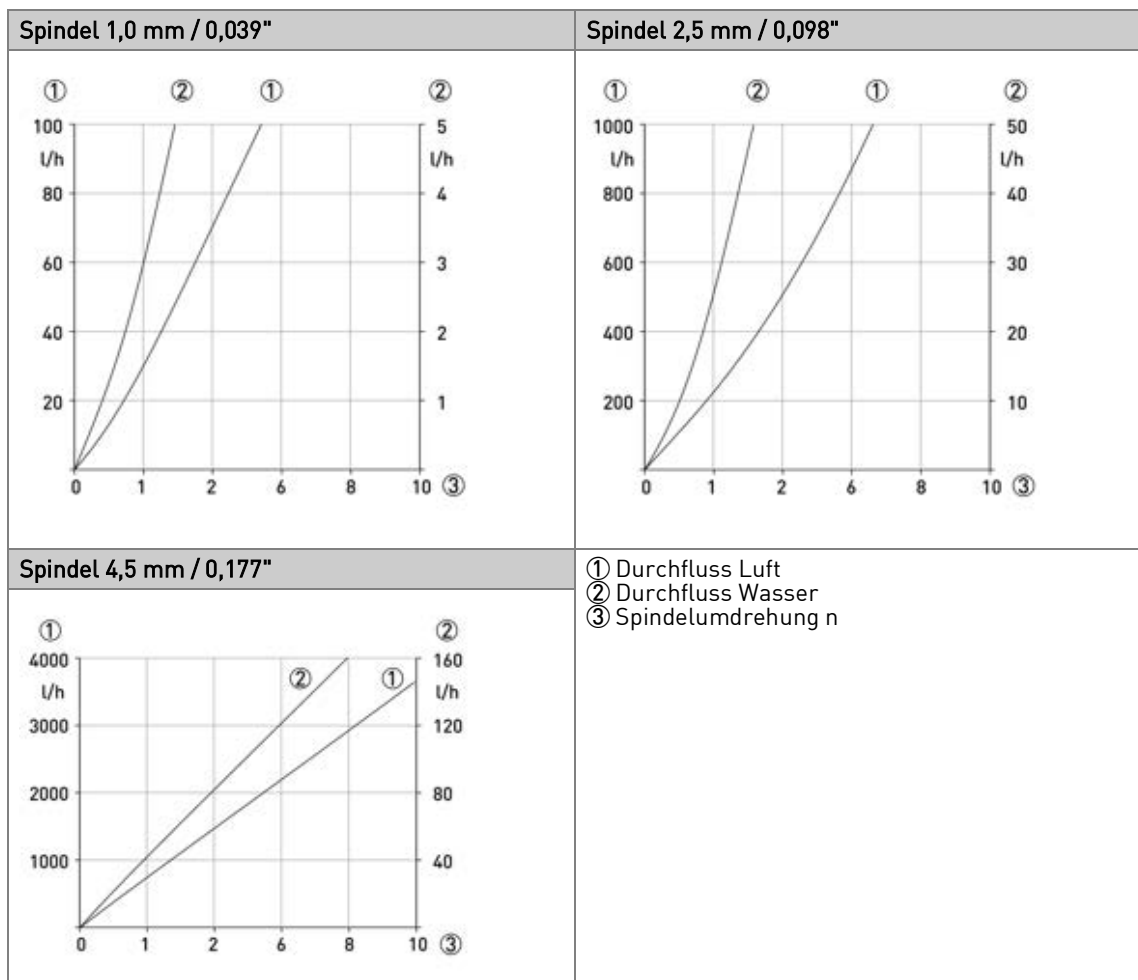 Spindel 1,0 mm / 0,039"
① ② ① ②
100 5
l/h l/h
80 4
60 3
40 2
20 1
0 1 2 6 8 10 ③
Spindel 2,5 mm / 0,098"
① ② ① ②
1000 50
l/h l/h
800 40
600 30
400 20
200 10
0 1 2 6 8 10 ③
Spindel 4,5 mm / 0,177"
① ②
4000 160
② ①
l/h l/h
3000 120
2000 80
1000 40
0 1 2 6 8 10 ③
① Durchfluss Luft
② Durchfluss Wasser
③ Spindelumdrehung n